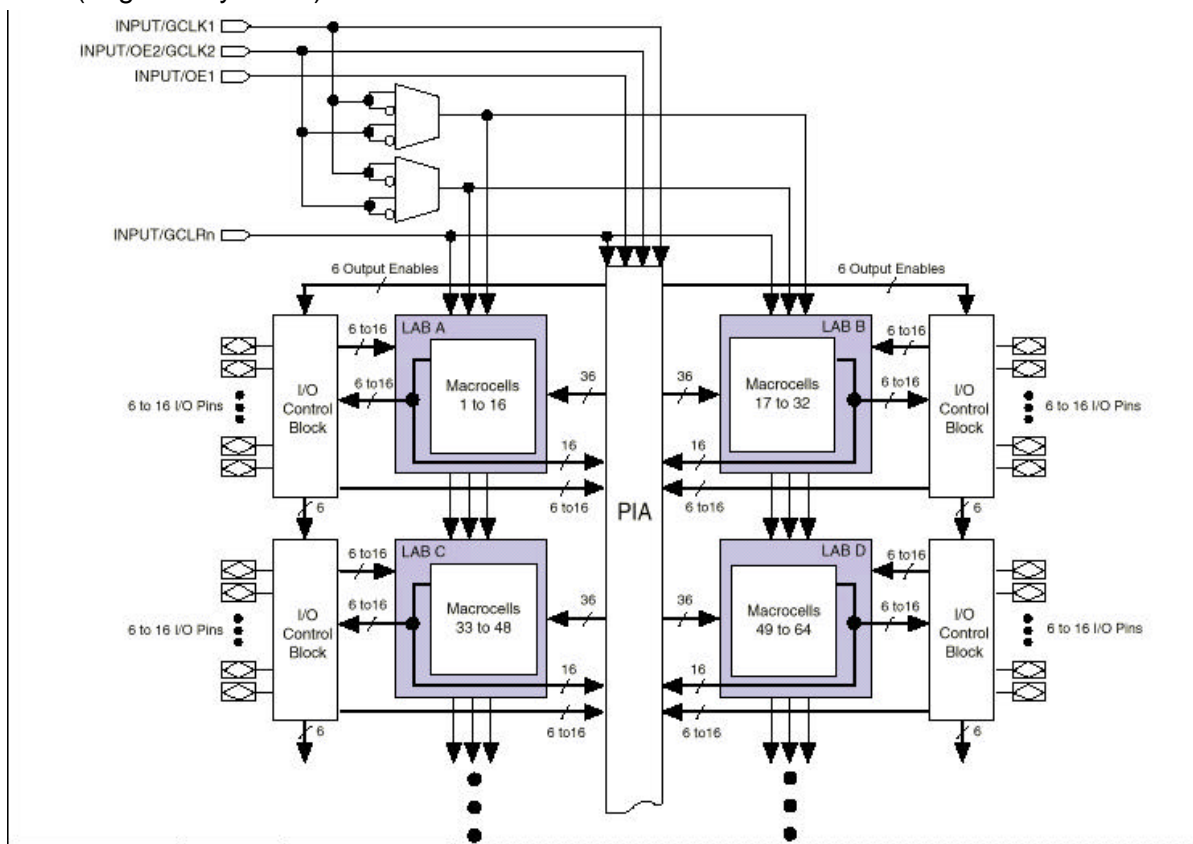 INPUT/GCLK1
INPUT/OE2/GCLK2
INPUT/OE1
INPUT/GCLRn
6 Output Enables
6 Output Enables
6 to16
LAB A
LAB B
6 to16
I/O
Control
Block
6 to16
Macrocells
1 to 16
36
36
Macrocells
17 to 32
6 to16
I/O
Control
Block
6 to 16 I/O Pins
6 to 16 I/O Pins
16
16
6 to16
6 to16
6
PIA
6
6 to16
LAB C
LAB D
6 to16
I/O
Control
Block
6 to16
Macrocells
33 to 48
36
36
Macrocells
49 to 64
6 to16
I/O
Control
Block
6 to 16 I/O Pins
6 to 16 I/O Pins
16
16
6 to16
6 to16
6
6